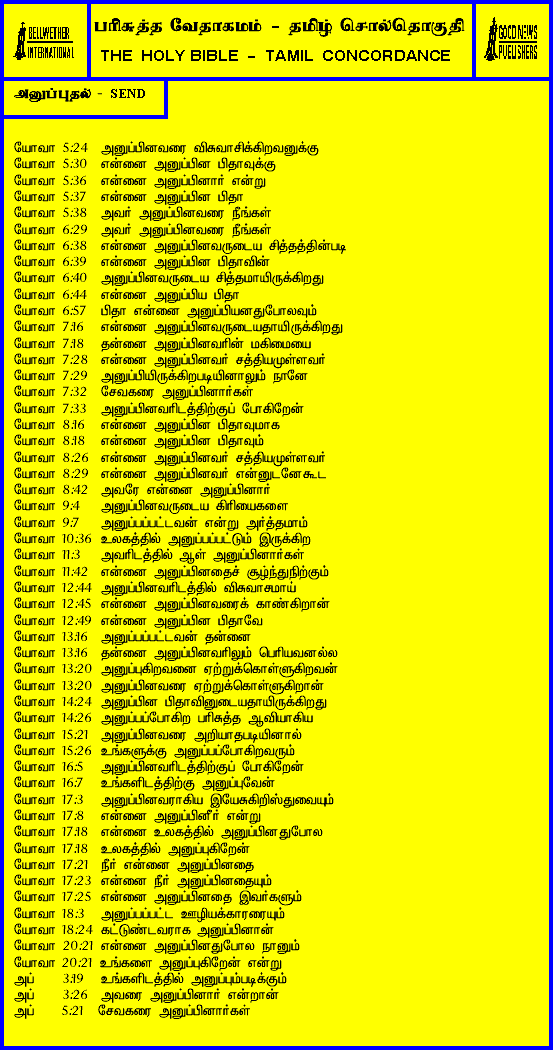 BELLWETHER
INTERNATIONAL
பரிசுத்த வேதாகமம் - தமிழ் சொல்தொகுதி
THE HOLY BIBLE - TAMIL CONCORDANCE
GOOD NEWS
PUBLISHERS
அனுப்புதல் - SEND
யோவா 5:24 அனுப்பினவரை விசுவாசிக்கிறவனுக்கு
யோவா 5:30 என்னை அனுப்பின பிதாவுக்கு
யோவா 5:36 என்னை அனுப்பினார் என்று
யோவா 5:37 என்னை அனுப்பின பிதா
யோவா 5:38 அவர் அனுப்பினவரை நீங்கள்
யோவா 6:29 அவர் அனுப்பினவரை நீங்கள்
யோவா 6:38 என்னை அனுப்பினவருடைய சித்தத்தின்படி
யோவா 6:39 என்னை அனுப்பின பிதாவின்
யோவா 6:40 அனுப்பினவருடைய சித்தமாயிருக்கிறது
யோவா 6:44 என்னை அனுப்பிய பிதா
யோவா 6:57 பிதா என்னை அனுப்பியனதுபோலவும்
யோவா 7:16 என்னை அனுப்பினவருடையதாயிருக்கிறது
யோவா 7:18 தன்னை அனுப்பினவரின் மகிமையை
யோவா 7:28 என்னை அனுப்பினவர் சத்தியமுள்ளவர்
யோவா 7:29 அனுப்பியிருக்கிறபடியினாலும் நானே
யோவா 7:32 சேவகரை அனுப்பினார்கள்
யோவா 7:33 அனுப்பினவரிடத்திற்குப் போகிறேன்
யோவா 8:16 என்னை அனுப்பின பிதாவுமாக
யோவா 8:18 என்னை அனுப்பின பிதாவும்
யோவா 8:26 என்னை அனுப்பினவர் சத்தியமுள்ளவர்
யோவா 8:29 என்னை அனுப்பினவர் என்னுடனேகூட
யோவா 8:42 அவரே என்னை அனுப்பினார்
யோவா 9:4 அனுப்பினவருடைய கிரியைகளை
யோவா 9:7 அனுப்பப்பட்டவன் என்று அர்த்தமாம்
யோவா 10:36 உலகத்தில் அனுப்பப்பட்டும் இருக்கிற
யோவா 11:3 அவரிடத்தில் ஆள் அனுப்பினார்கள்
யோவா 11:42 என்னை அனுப்பினதைச் சூழ்ந்துநிற்கும்
யோவா 12:44 அனுப்பினவரிடத்தில் விசுவாசமாய்
யோவா 12:45 என்னை அனுப்பினவரைக் காண்கிறான்
யோவா 12:49 என்னை அனுப்பின பிதாவே
யோவா 13:16 அனுப்பப்பட்டவன் தன்னை
யோவா 13:16 தன்னை அனுப்பினவரிலும் பெரியவனல்ல
யோவா 13:20 அனுப்புகிறவனை ஏற்றுக்கொள்ளுகிறவன்
யோவா 13:20 அனுப்பினவரை ஏற்றுக்கொள்ளுகிறான்
யோவா 14:24 அனுப்பின பிதாவினுடையதாயிருக்கிறது
யோவா 14:26 அனுப்பப்போகிற பரிசுத்த ஆவியாகிய
யோவா 15:21 அனுப்பினவரை அறியாதபடியினால்
யோவா 15:26 உங்களுக்கு அனுப்பப்போகிறவரும்
யோவா 16:5 அனுப்பினவரிடத்திற்குப் போகிறேன்
யோவா 16:7 உங்களிடத்திற்கு அனுப்புவேன்
யோவா 17:3 அனுப்பினவராகிய இயேசுகிறிஸ்துவையும்
யோவா 17:8 என்னை அனுப்பினீர் என்று
யோவா 17:18 என்னை உலகத்தில் அனுப்பினதுபோல
யோவா 17:18 உலகத்தில் அனுப்புகிறேன்
யோவா 17:21 நீர் என்னை அனுப்பினதை
யோவா 17:23 என்னை நீர் அனுப்பினதையும்
யோவா 17:25 என்னை அனுப்பினதை இவர்களும்
யோவா 18:3 அனுப்பப்பட்ட ஊழியக்காரரையும்
யோவா 18:24 கட்டுண்டவராக அனுப்பினான்
யோவா 20:21 என்னை அனுப்பினதுபோல நானும்
யோவா 20:21 உங்களை அனுப்புகிறேன் என்று
அப் 3:19 உங்களிடத்தில் அனுப்பும்படிக்கும்
அப் 3:26 அவரை அனுப்பினார் என்றான்
அப் 5:21 சேவகரை அனுப்பினார்கள்